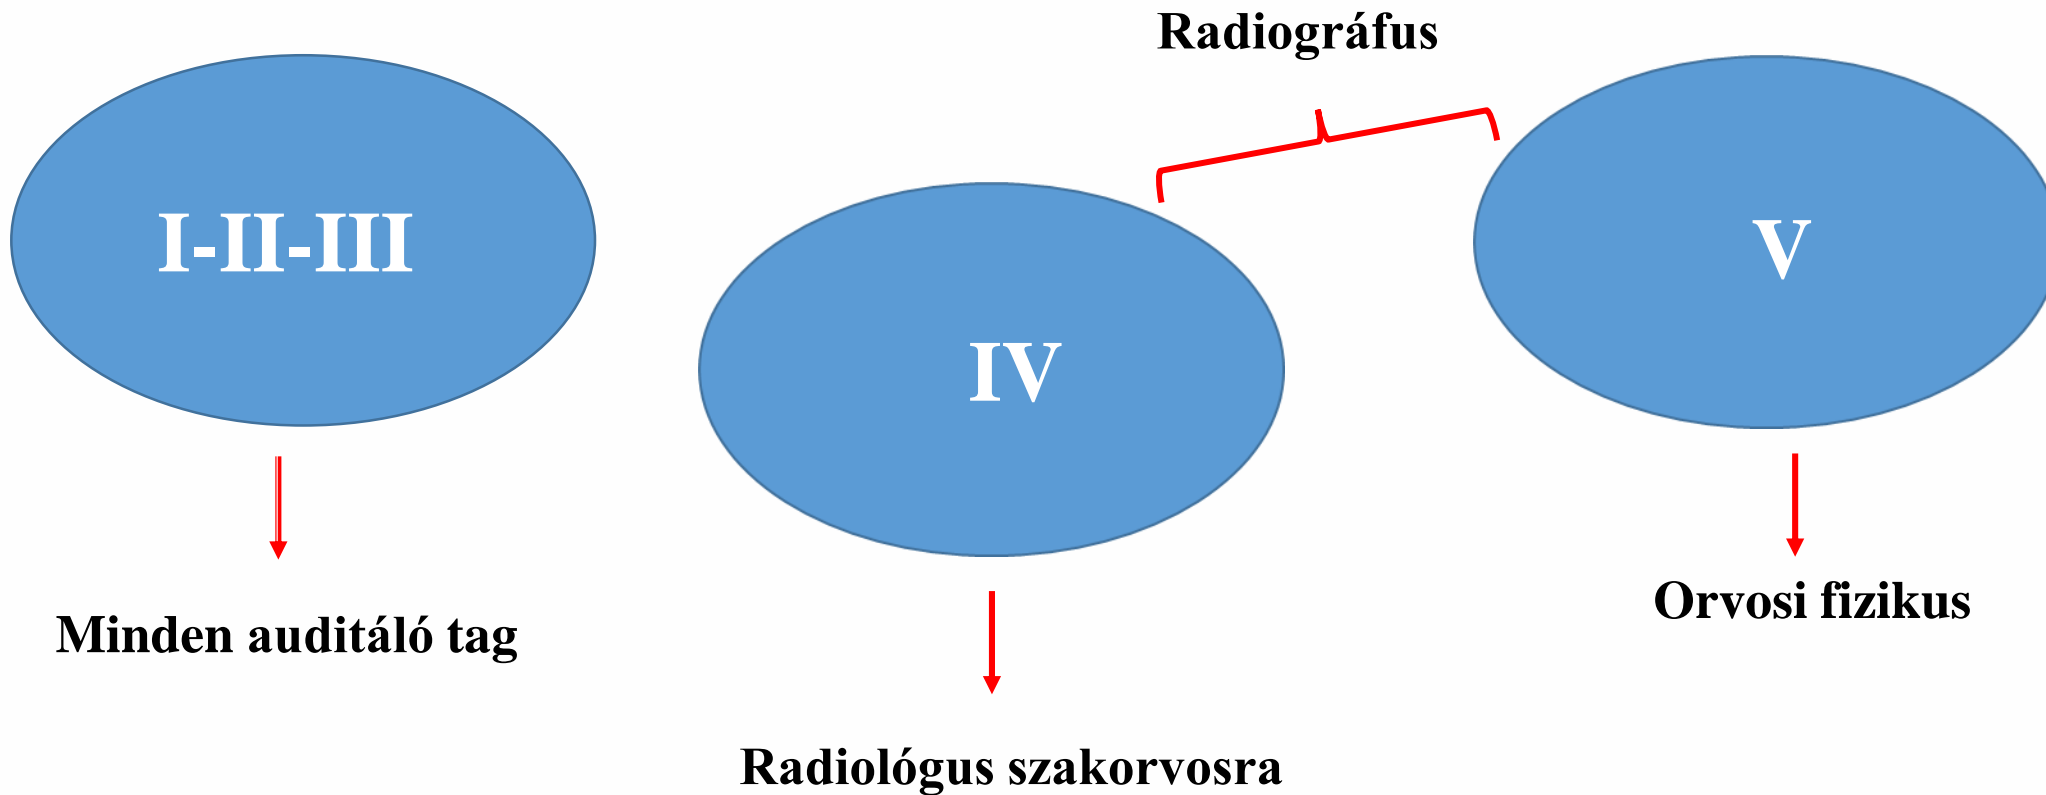 Radiográfus
I-II-III
IV
V
Minden auditáló tag
Radiológus szakorvosra
Orvosi fizikus